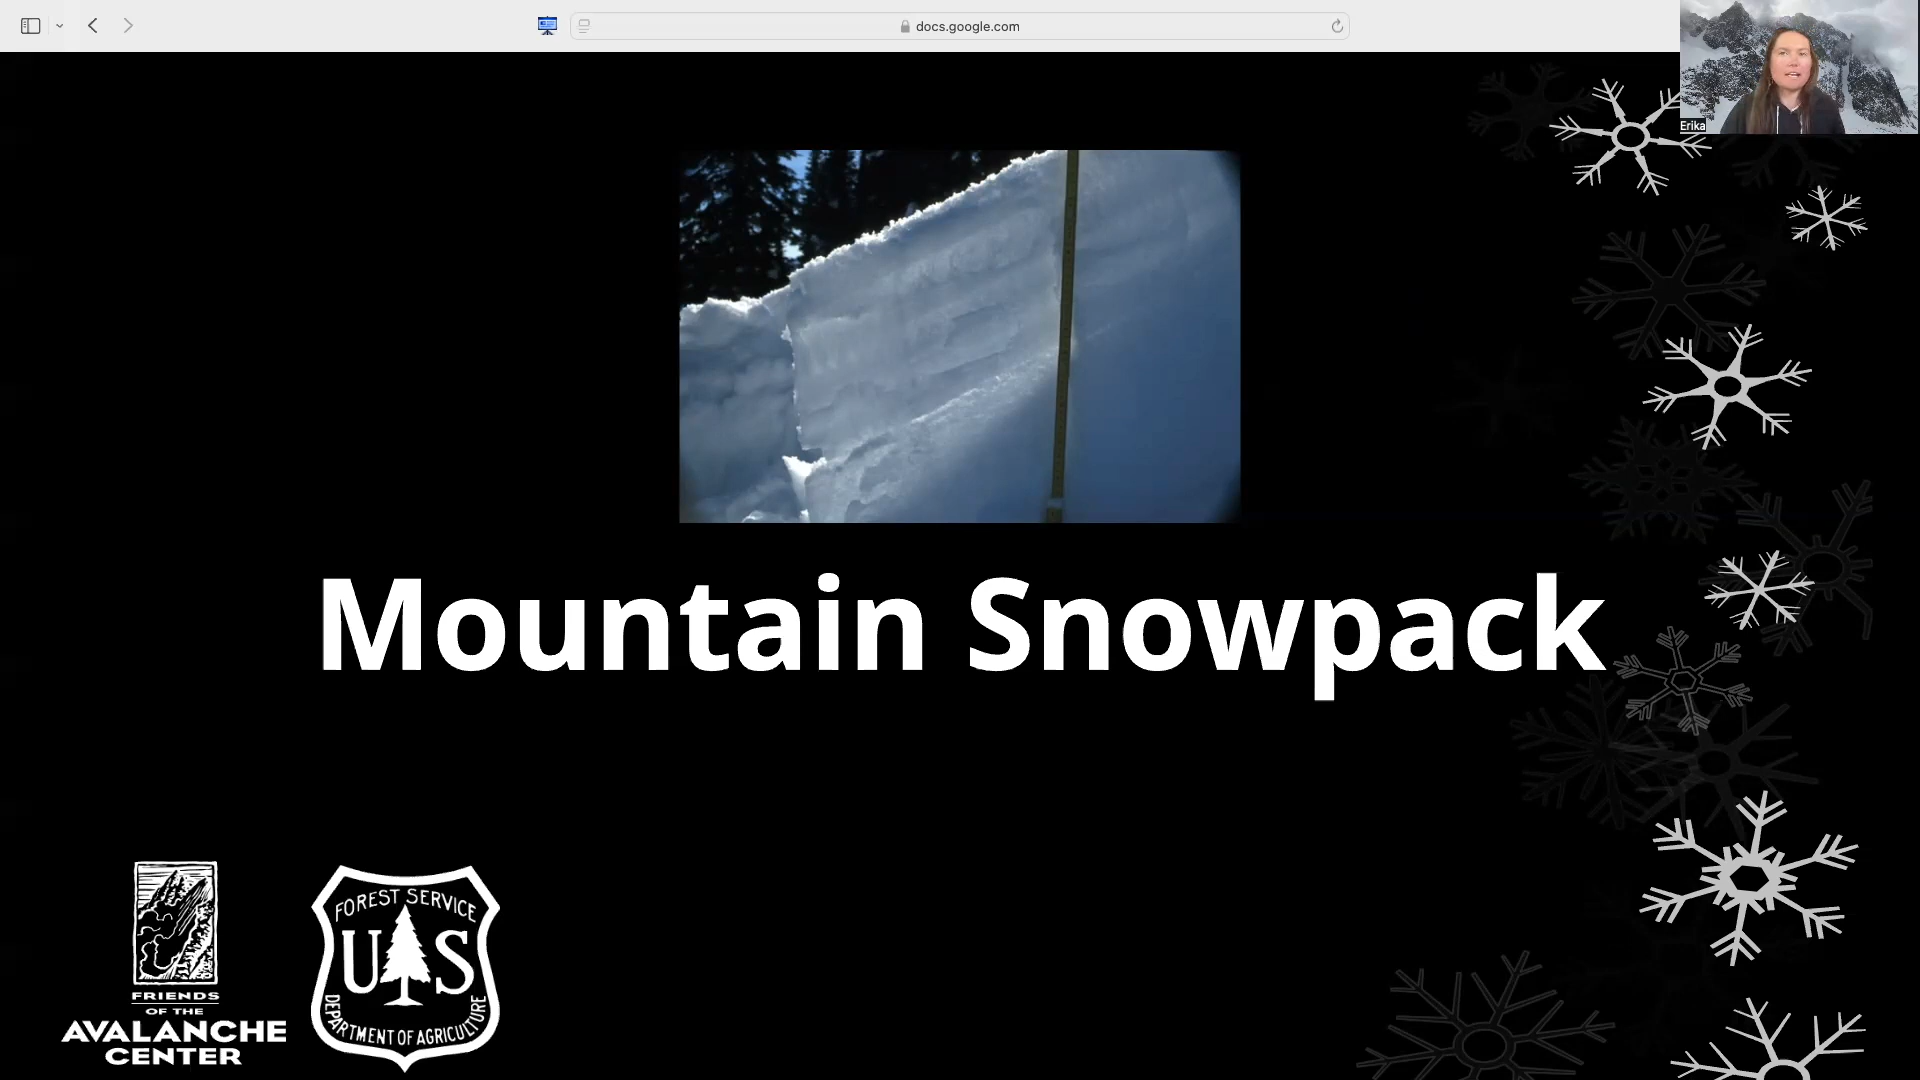 docs.google.com
Erika
Mountain Snowpack
FRIENDS
OF THE
AVALANCHE
CENTER
FOREST SERVICE
U S
DEPARTMENT OF AGRICULTURE